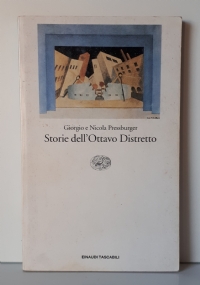 Giorgio e Nicola Pressburger
Storie dell'Ottavo Distretto
EINAUDI TASCABILI